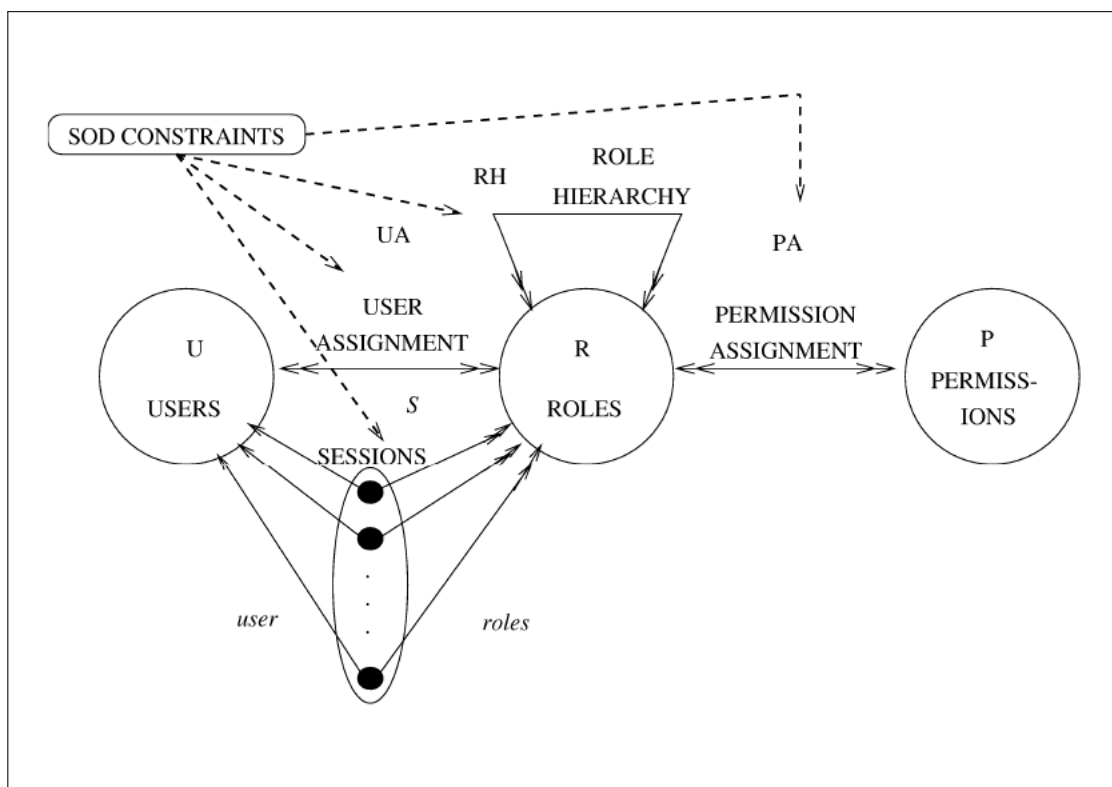 SOD CONSTRAINTS
ROLE
RH
HIERARCHY
UA
PA
USER
ASSIGNMENT
PERMISSION
ASSIGNMENT
U
USERS
R
ROLES
P
PERMISS-
IONS
S
SESSIONS
.
.
.
user
roles